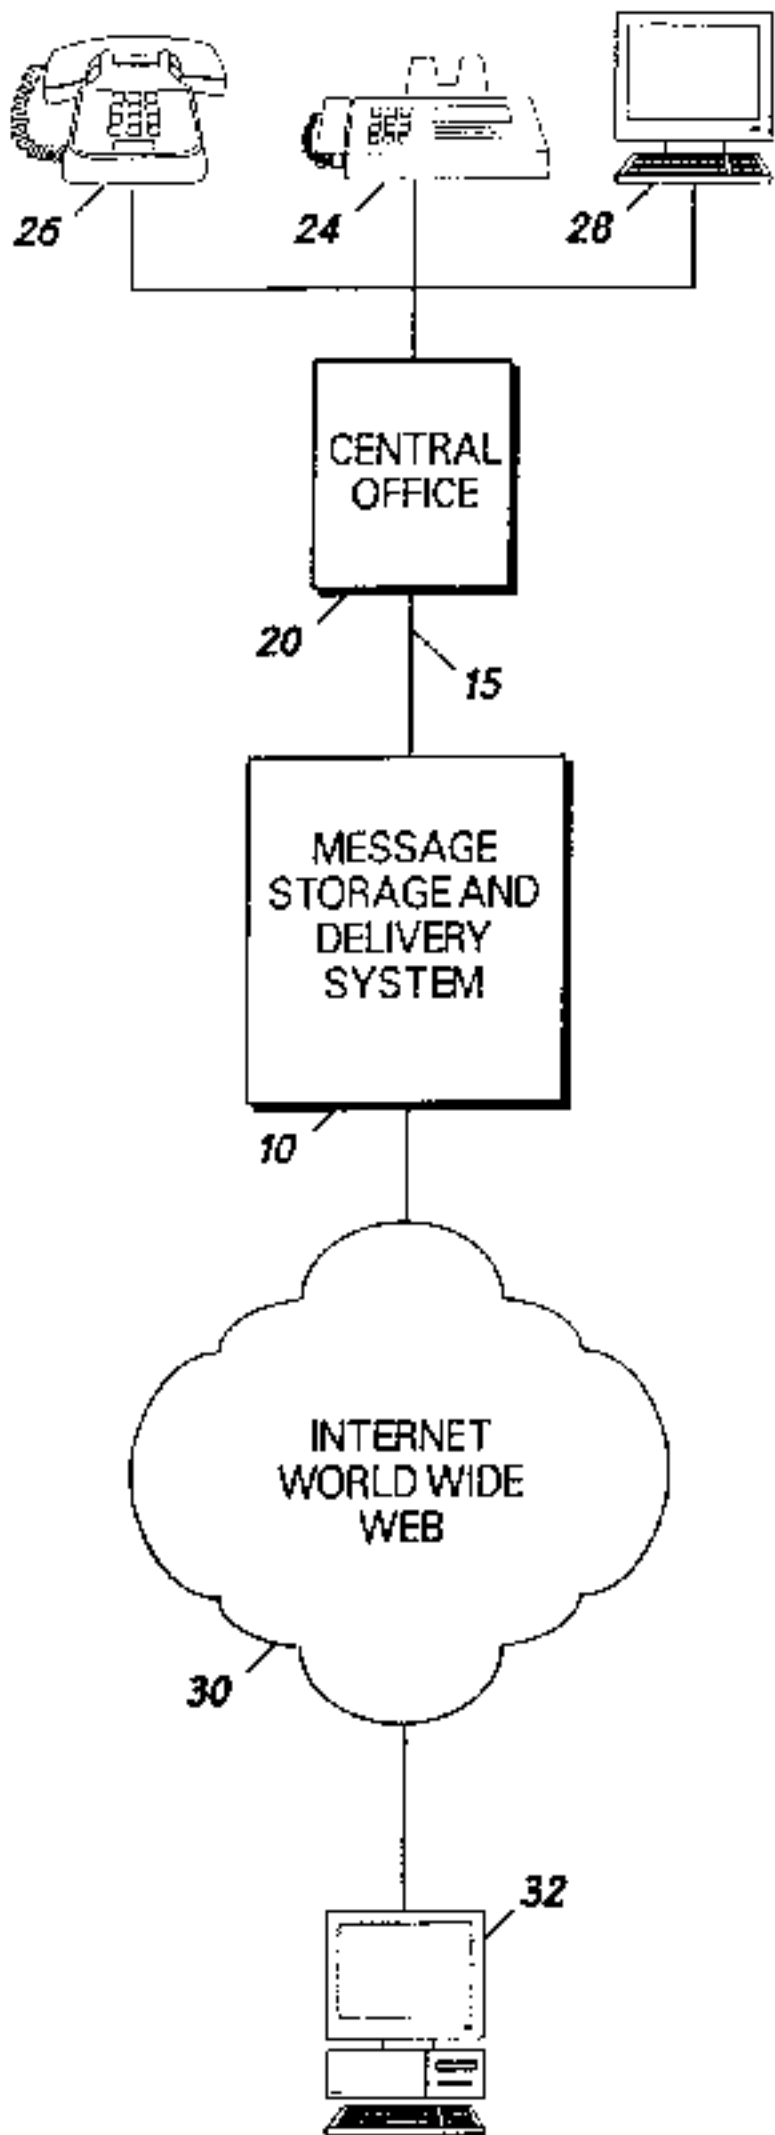 26
24
28
CENTRAL
OFFICE
20
15
MESSAGE
STORAGE AND
DELIVERY
SYSTEM
10
INTERNET
WORLD WIDE
WEB
30
32